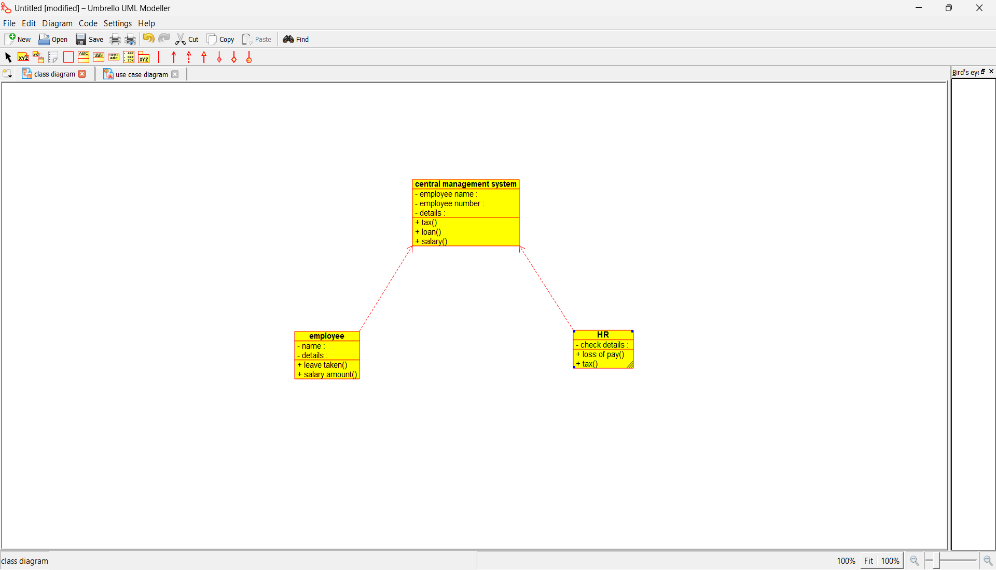 Untitled [modified] – Umbrello UML Modeller
File Edit Diagram Code Settings Help
New Open Save Cut Copy Paste Find
class diagram use case diagram
Bird's eye
central management system
- employee name :
- employee number
- details :
+ tax()
+ loan()
+ salary()
employee
- name :
- details
+ leave taken()
+ salary amount()
HR
- check details :
+ loss of pay()
+ tax()
class diagram
100% Fit 100%